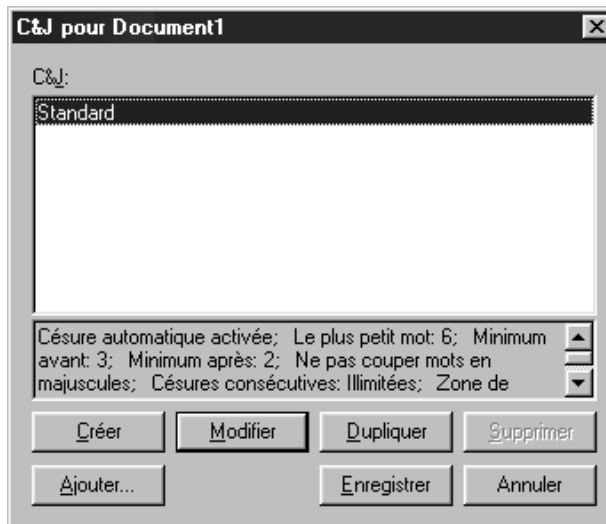 C&J pour Document1
C&J:
Standard
Césure automatique activée; Le plus petit mot: 6; Minimum
avant: 3; Minimum après: 2; Ne pas couper mots en
majuscules; Césures consécutives: Illimitées; Zone de
Créer Modifier Dupliquer Supprimer
Ajouter... Enregistrer Annuler